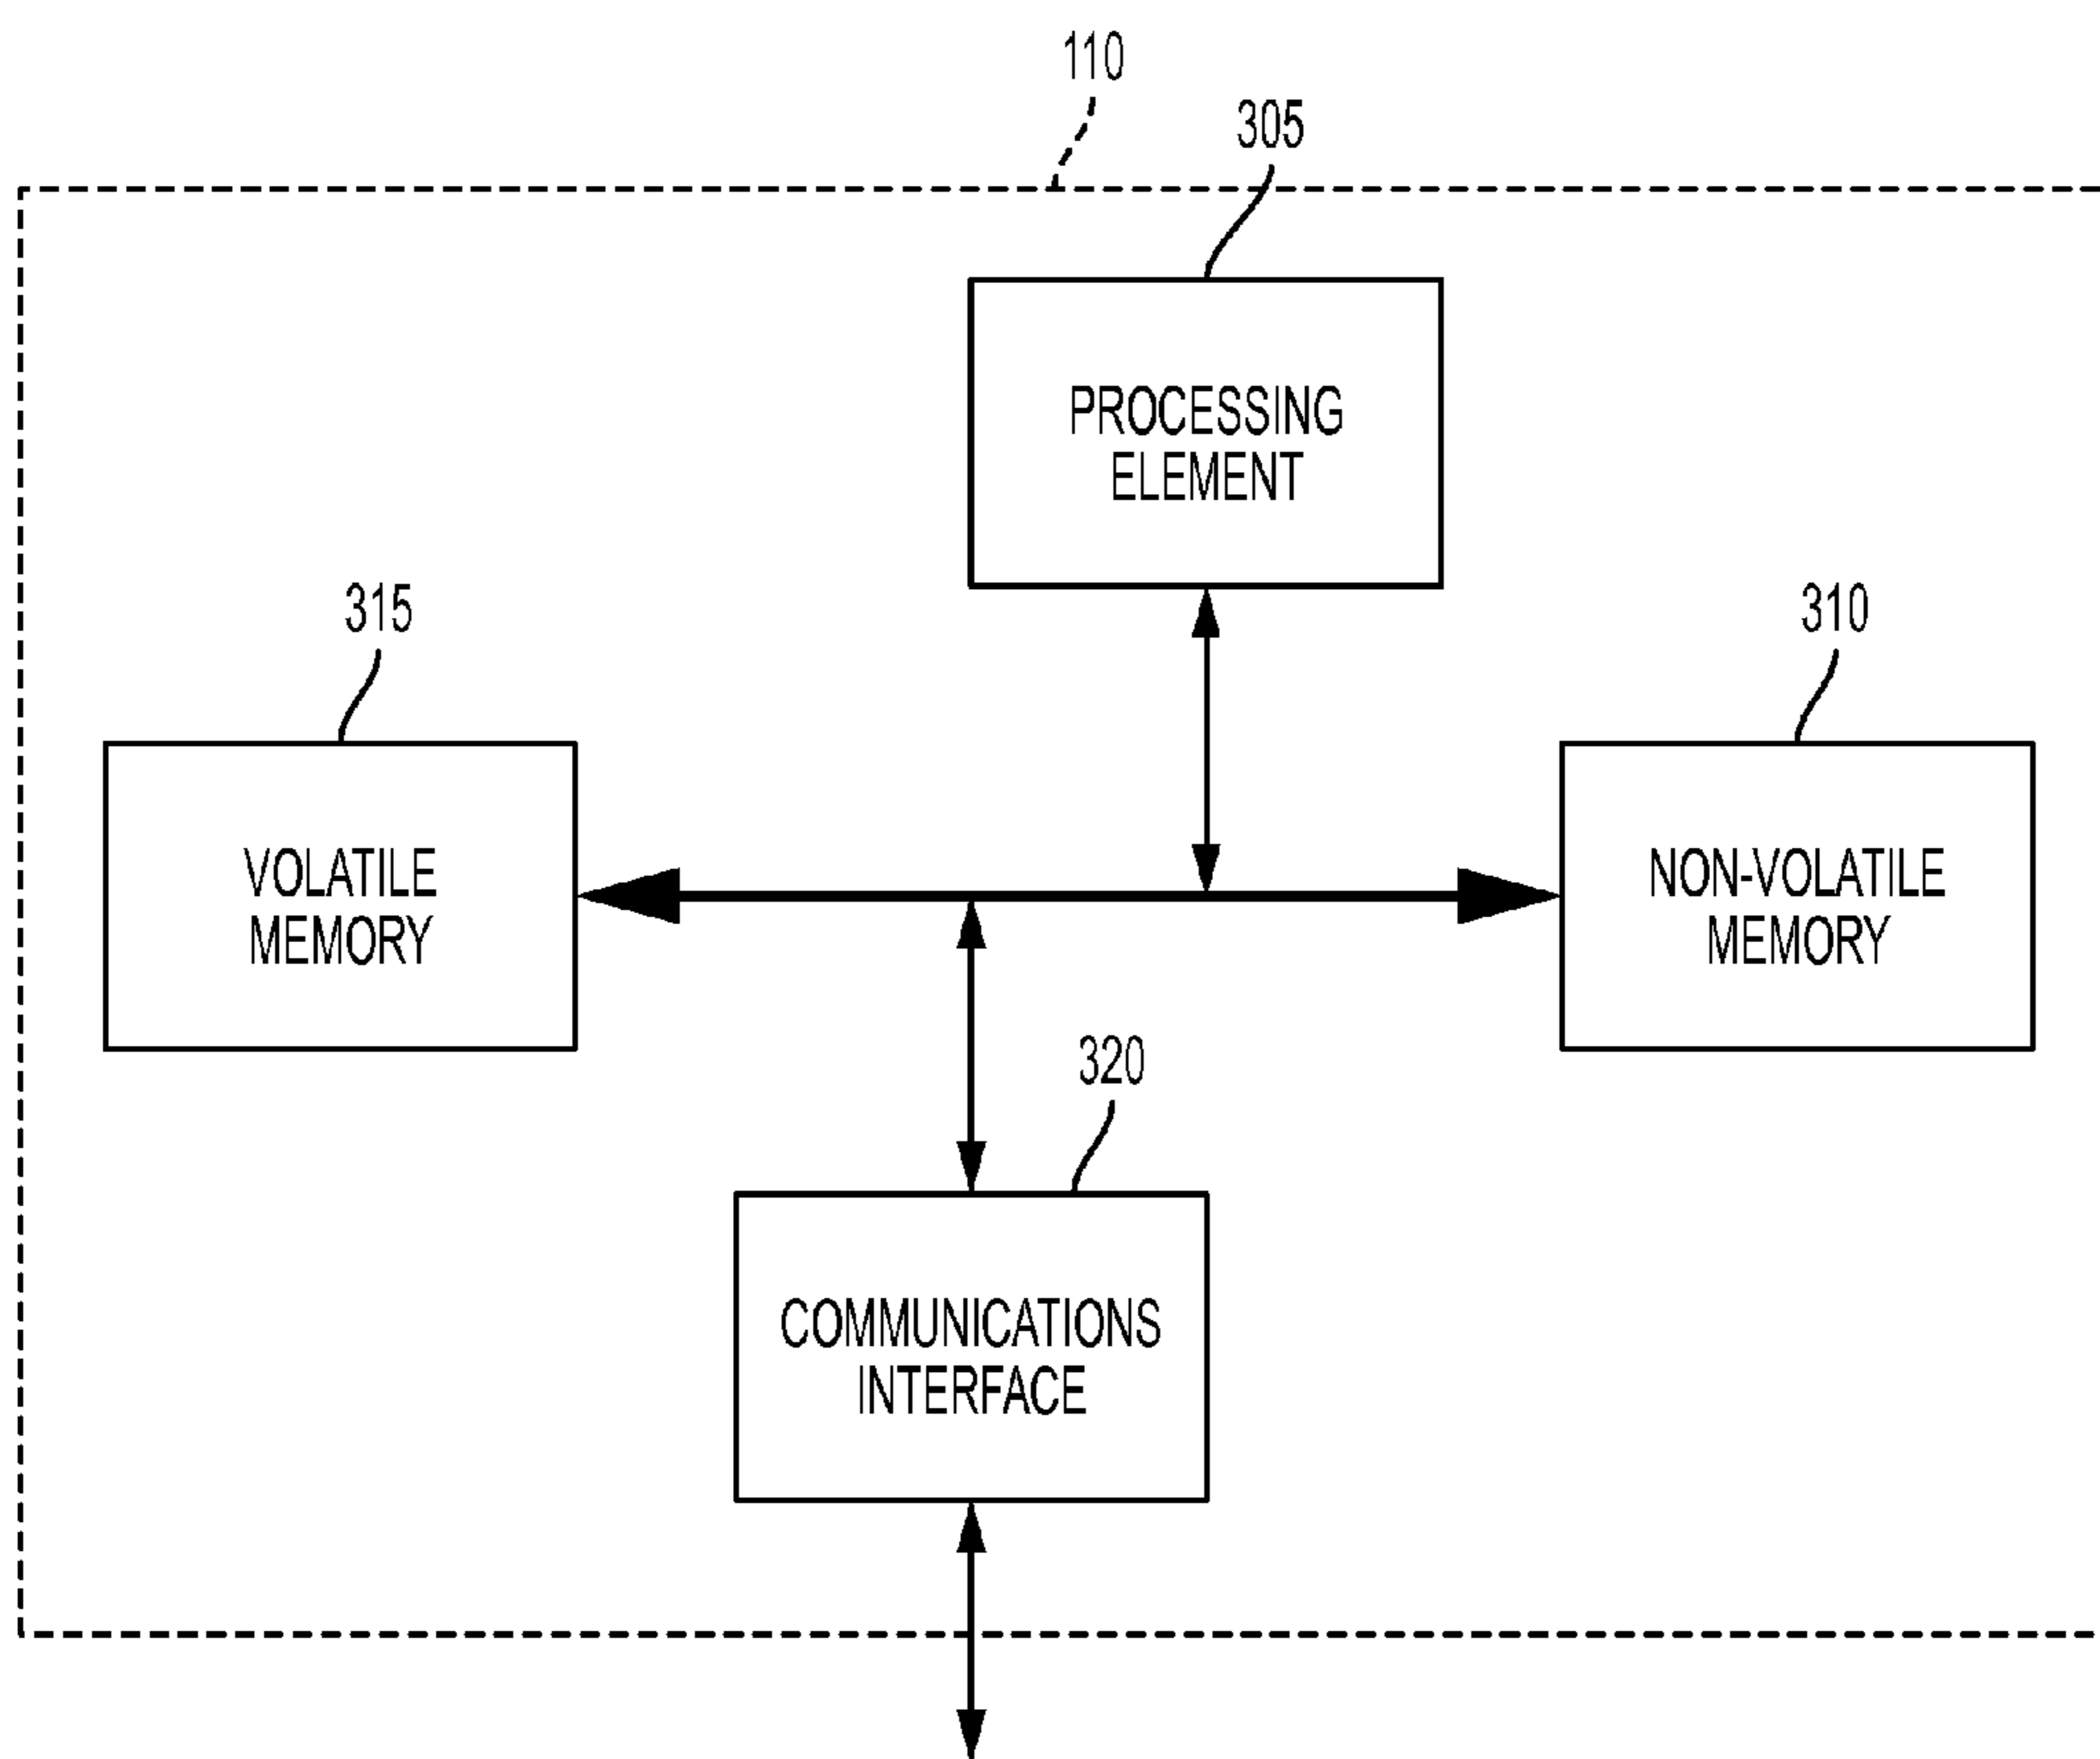 110
305
PROCESSING
ELEMENT
315
310
VOLATILE
MEMORY
NON-VOLATILE
MEMORY
320
COMMUNICATIONS
INTERFACE